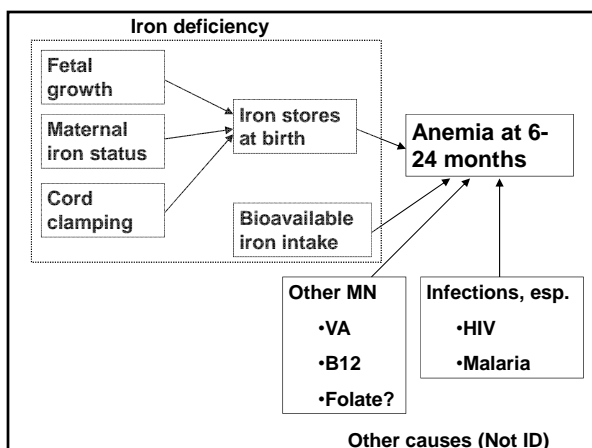 Iron deficiency
Fetal
growth
Maternal
iron status
Cord
clamping
Iron stores
at birth
Bioavailable
iron intake
Anemia at 6-
24 months
Other MN
•VA
•B12
•Folate?
Infections, esp.
•HIV
•Malaria
Other causes (Not ID)